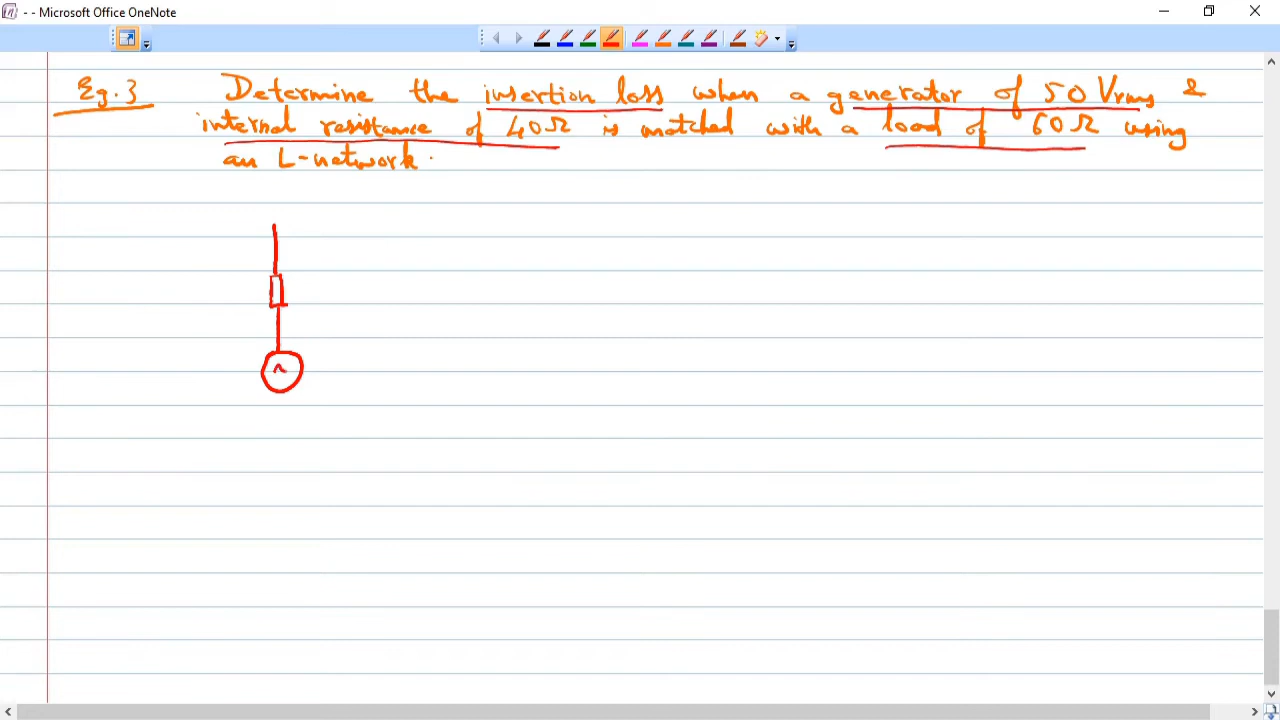 - - Microsoft Office OneNote
Eg. 3 Determine the insertion loss when a generator of 50 Vrms &
internal resistance of 40Ω is matched with a load of 60Ω using
an L-network.
~